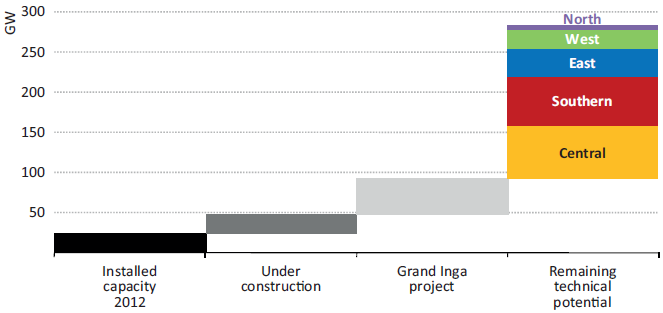 GW
300
250
200
150
100
50
North
West
East
Southern
Central
Installed
capacity
2012
Under
construction
Grand Inga
project
Remaining
technical
potential